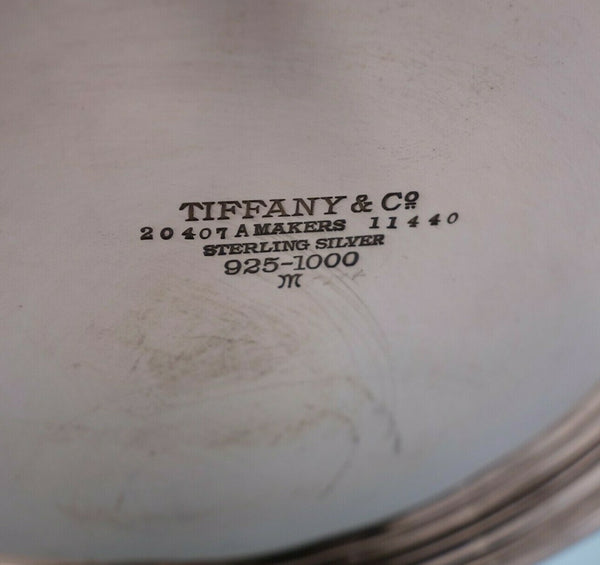 TIFFANY & Cº
20407 A MAKERS 11440
STERLING SILVER
925-1000
M